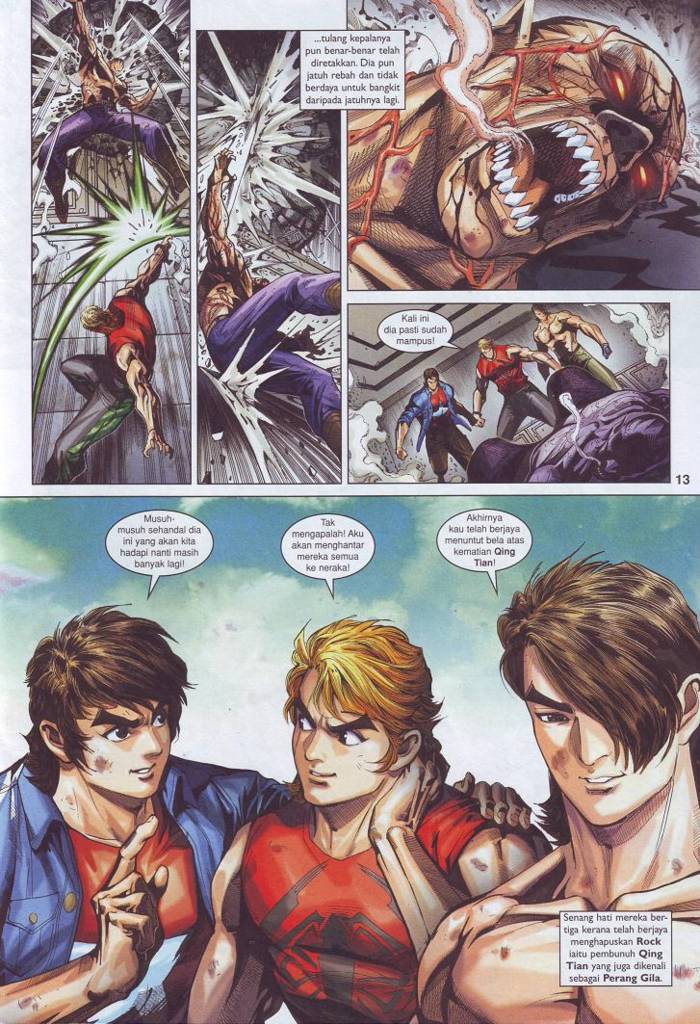 ...tulang kepalanya
pun benar-benar telah
diretakkan. Dia pun
jatuh rebah dan tidak
berdaya untuk bangkit
daripada jatuhnya lagi.
Kali ini
dia pasti sudah
mampus!
13
Musuh-
musuh sehandal dia
ini yang akan kita
hadapi nanti masih
banyak lagi!
Tak
mengapalah! Aku
akan menghantar
mereka semua
ke neraka!
Akhirnya
kau telah berjaya
menuntut bela atas
kematian Qing
Tian!
Senang hati mereka ber-
tiga kerana telah berjaya
menghapuskan Rock
iaitu pembunuh Qing
Tian yang juga dikenali
sebagai Perang Gila.